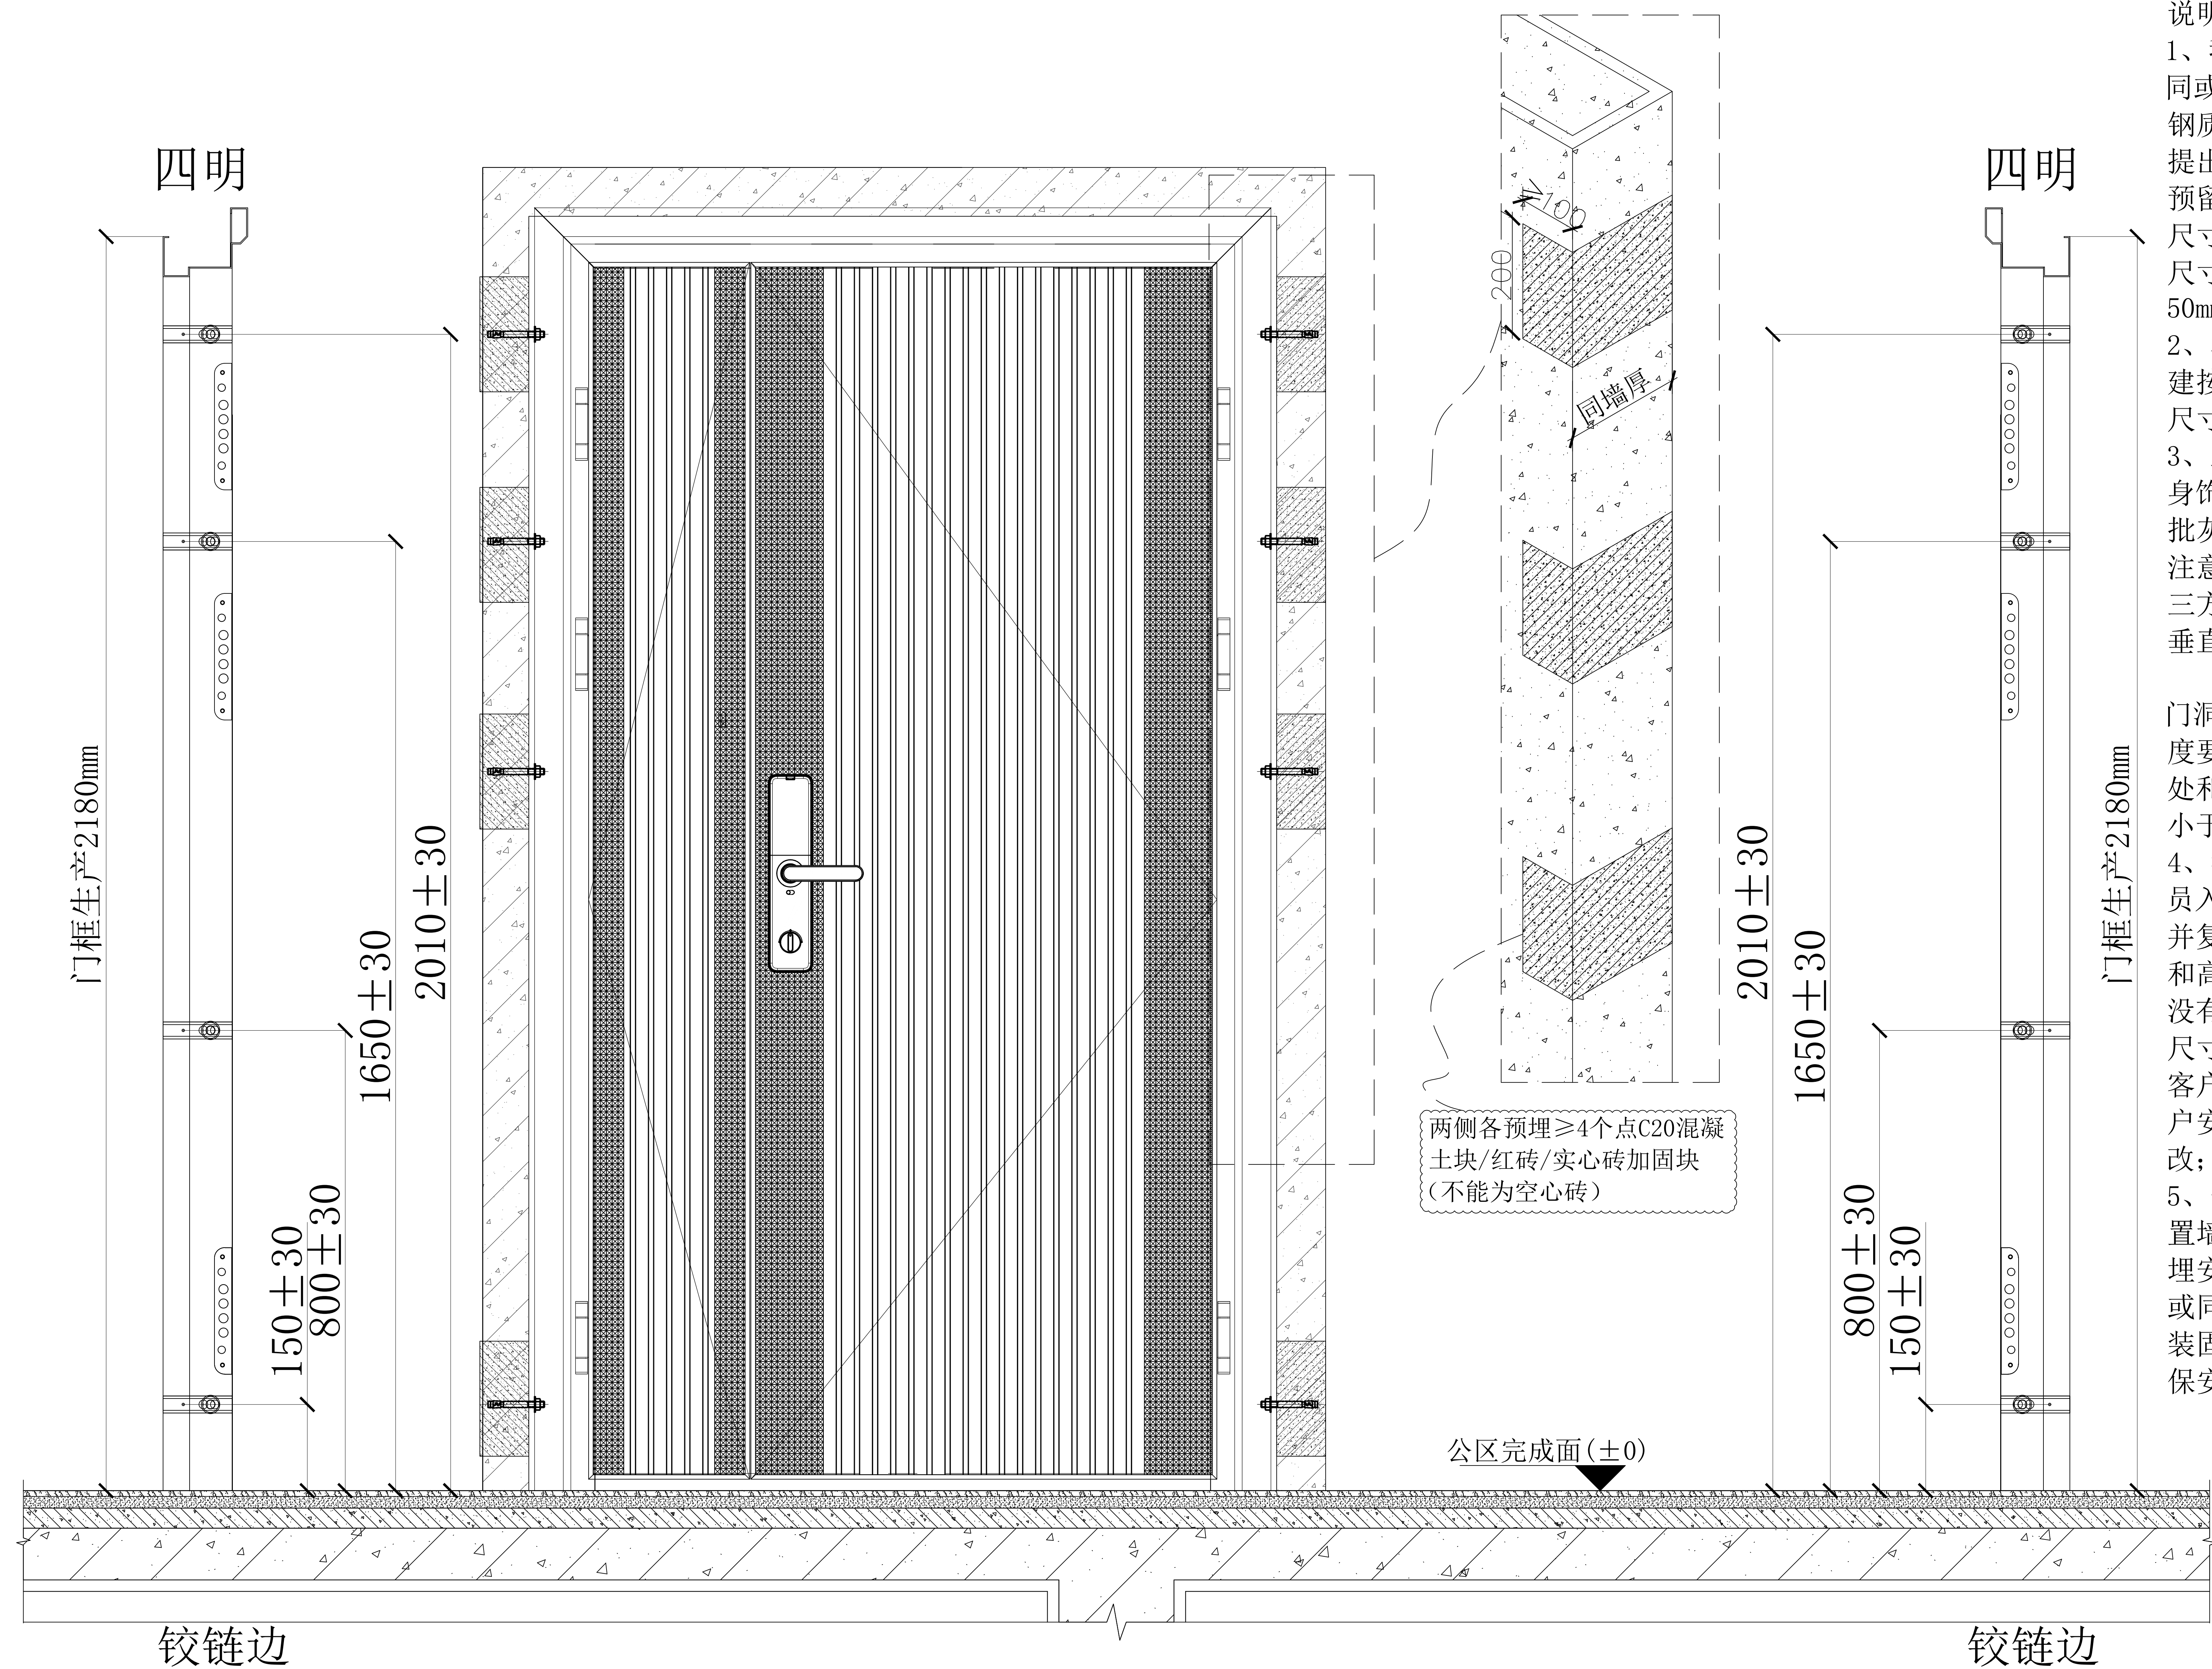 四明
门框生产2180mm
2010±30
1650±30
800±30
150±30
铰链边
≥100
200
同墙厚
两侧各预埋≥4个点C20混凝
土块/红砖/实心砖加固块
(不能为空心砖)
公区完成面(±0)
四明
2010±30
1650±30
800±30
150±30
门框生产2180mm
铰链边
说明
1、
同或
钢质
提出
预留
尺寸
尺寸
50mm
2、
建按
尺寸
3、
身饰
批灰
注意
三方
垂直
门洞
度要
处和
小于
4、
员入
并复
和高
没有
尺寸
客户
户安
改；
5、
置墙
埋安
或同
装固
保安